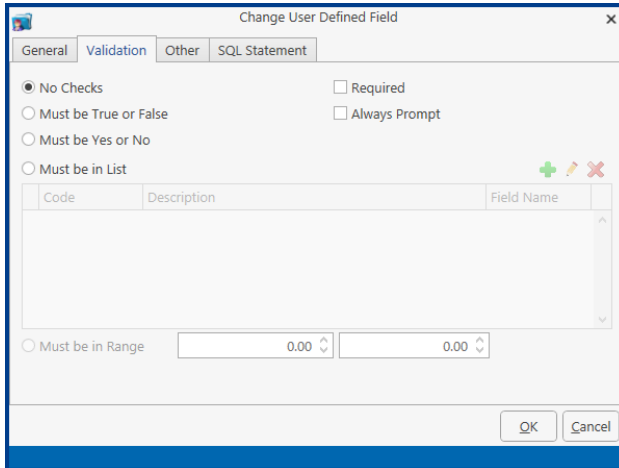 Change User Defined Field
General Validation Other SQL Statement
No Checks Required
Must be True or False Always Prompt
Must be Yes or No
Must be in List
Code Description Field Name
Must be in Range 0.00 0.00
OK Cancel